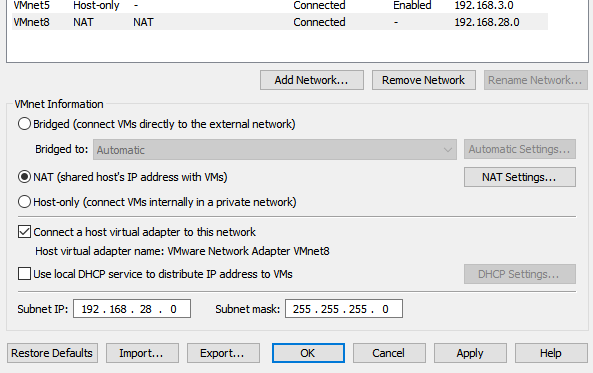 VMnet5 Host-only - Connected Enabled 192.168.3.0
VMnet8 NAT NAT Connected - 192.168.28.0
Add Network... Remove Network Rename Network...
VMnet Information
Bridged (connect VMs directly to the external network)
Bridged to: Automatic Automatic Settings...
NAT (shared host's IP address with VMs) NAT Settings...
Host-only (connect VMs internally in a private network)
Connect a host virtual adapter to this network
Host virtual adapter name: VMware Network Adapter VMnet8
Use local DHCP service to distribute IP address to VMs DHCP Settings...
Subnet IP: 192 . 168 . 28 . 0 Subnet mask: 255 . 255 . 255 . 0
Restore Defaults Import... Export... OK Cancel Apply Help